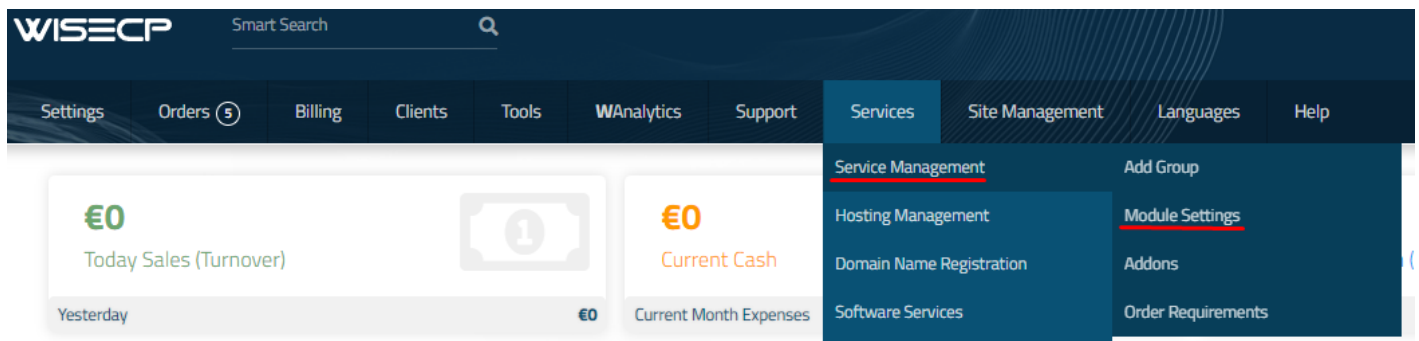 WISECP
Smart Search
Settings Orders 5 Billing Clients Tools WAnalytics Support Services Site Management Languages Help
Service Management Add Group
Hosting Management Module Settings
Domain Name Registration Addons
Software Services Order Requirements
€0
1
Today Sales (Turnover)
Yesterday €0
€0
Current Cash
Current Month Expenses
(